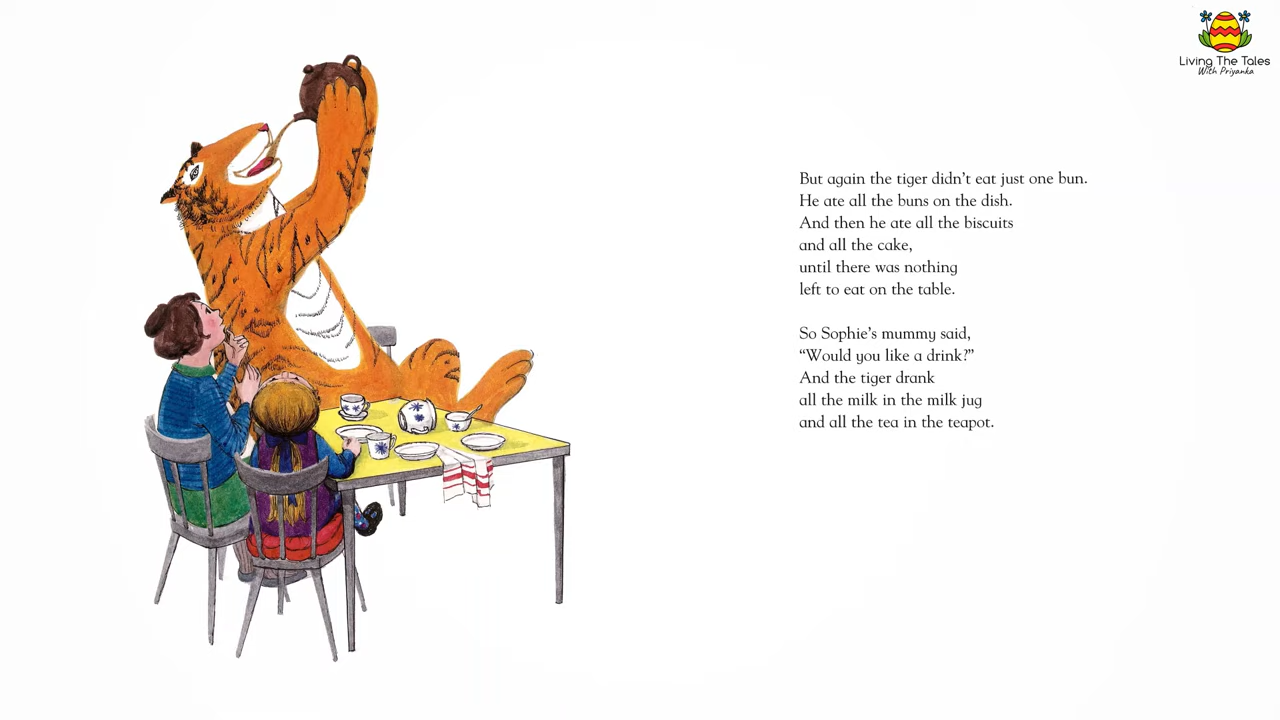 Living The Tales
With Priyanka
But again the tiger didn't eat just one bun.
He ate all the buns on the dish.
And then he ate all the biscuits
and all the cake,
until there was nothing
left to eat on the table.
So Sophie's mummy said,
“Would you like a drink?”
And the tiger drank
all the milk in the milk jug
and all the tea in the teapot.